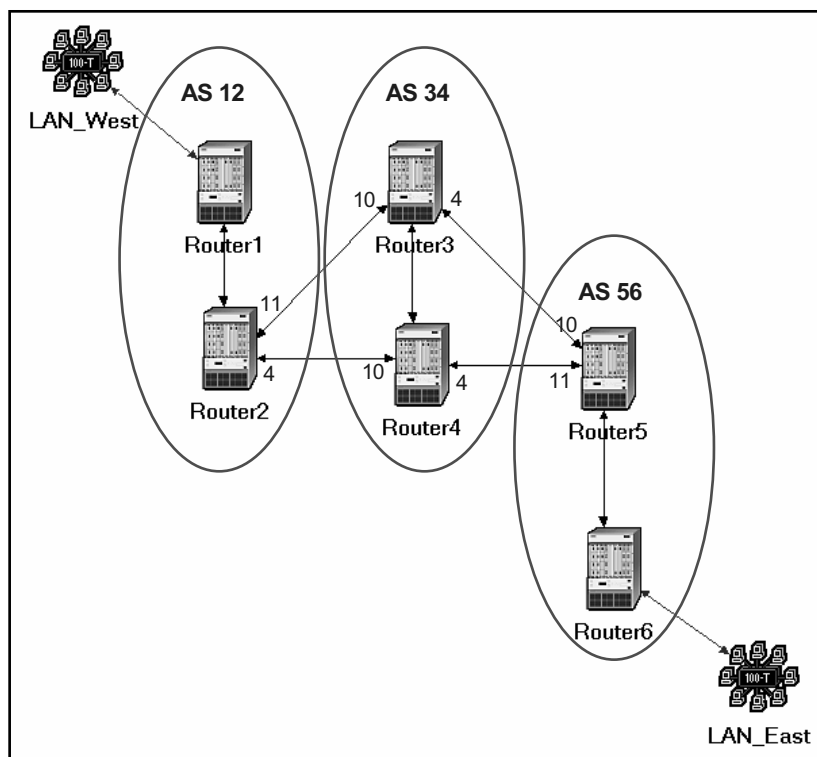 100-T
LAN_West
AS 12
AS 34
10
4
Router1
Router3
AS 56
11
10
4
10
4
11
Router2
Router4
Router5
Router6
100-T
LAN_East